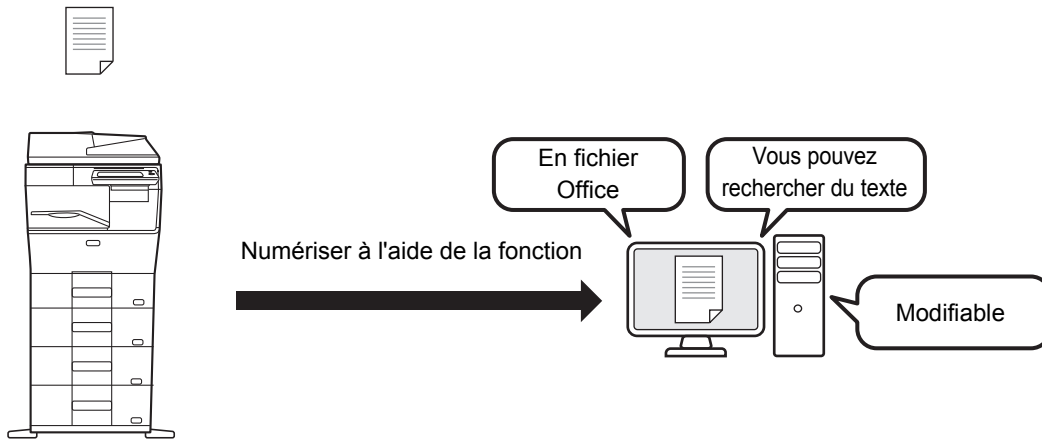 En fichier
Office
Vous pouvez
rechercher du texte
Numériser à l'aide de la fonction
Modifiable